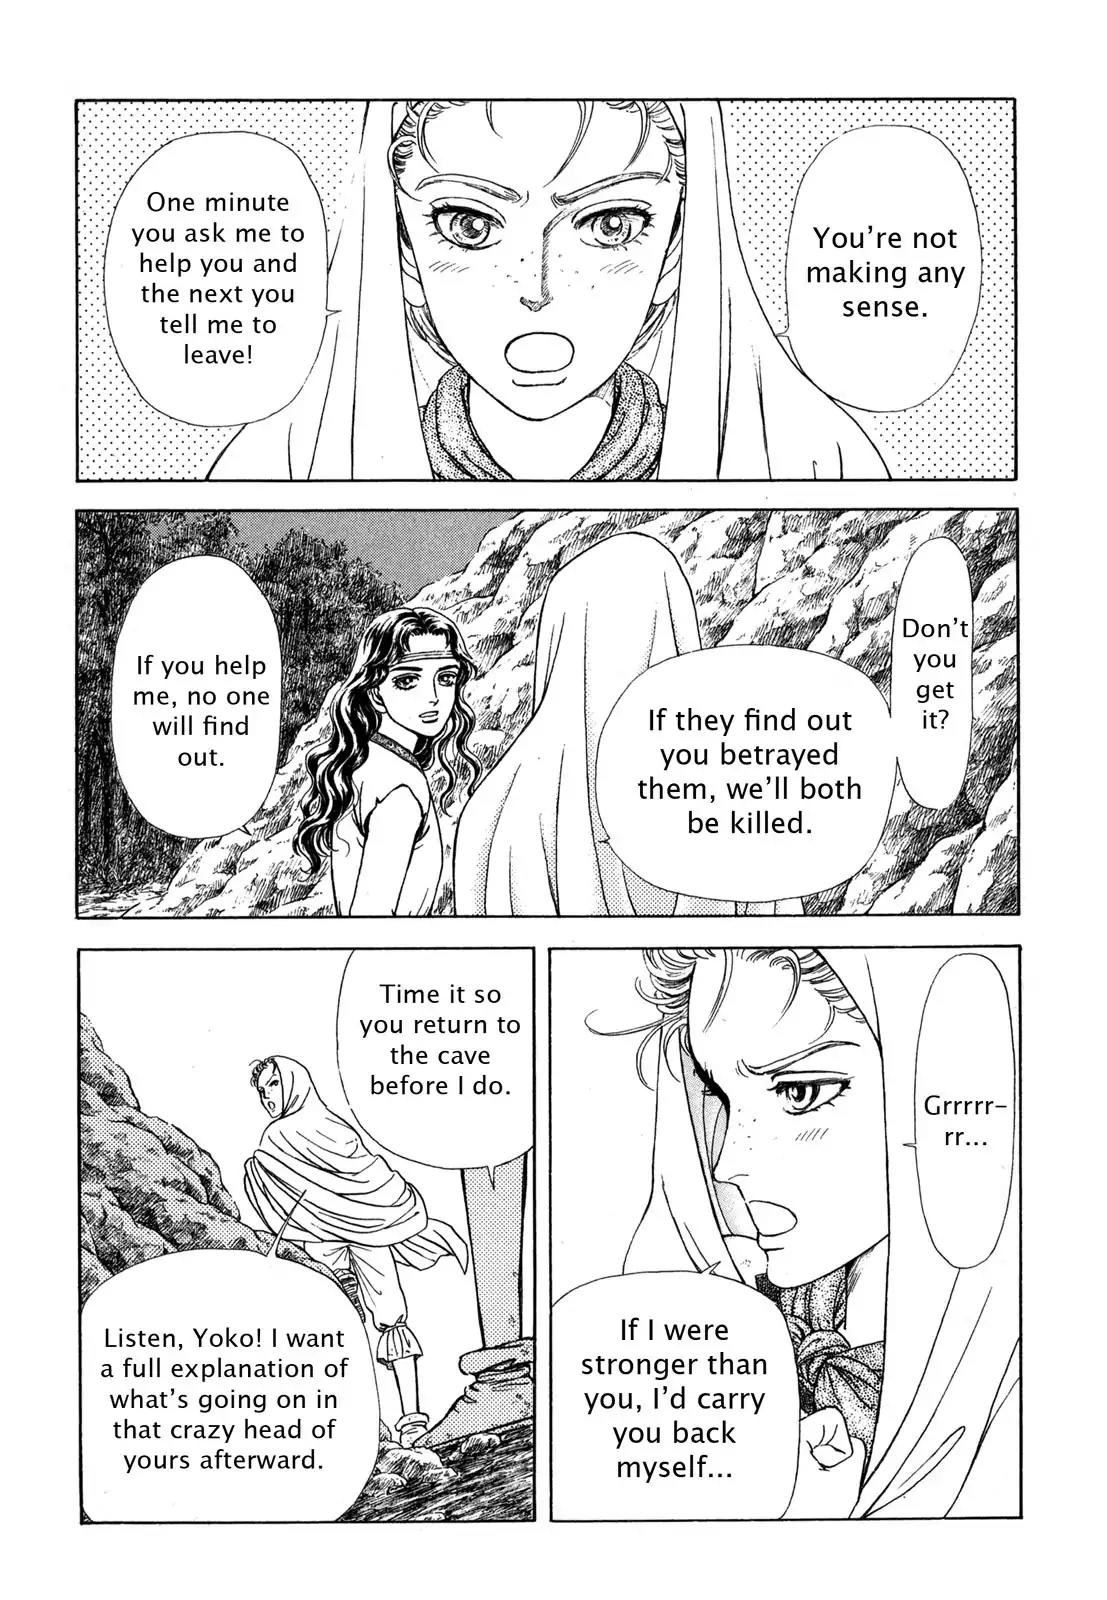 You're not
making any
sense.
One minute
you ask me to
help you and
the next you
tell me to
leave!
Don't
you
get
it?
If they find out
you betrayed
them, we'll both
be killed.
If you help
me, no one
will find
out.
Grrrrr-
rr...
If I were
stronger than
you, I'd carry
you back
myself...
Time it so
you return to
the cave
before I do.
Listen, Yoko! I want
a full explanation of
what's going on in
that crazy head of
yours afterward.